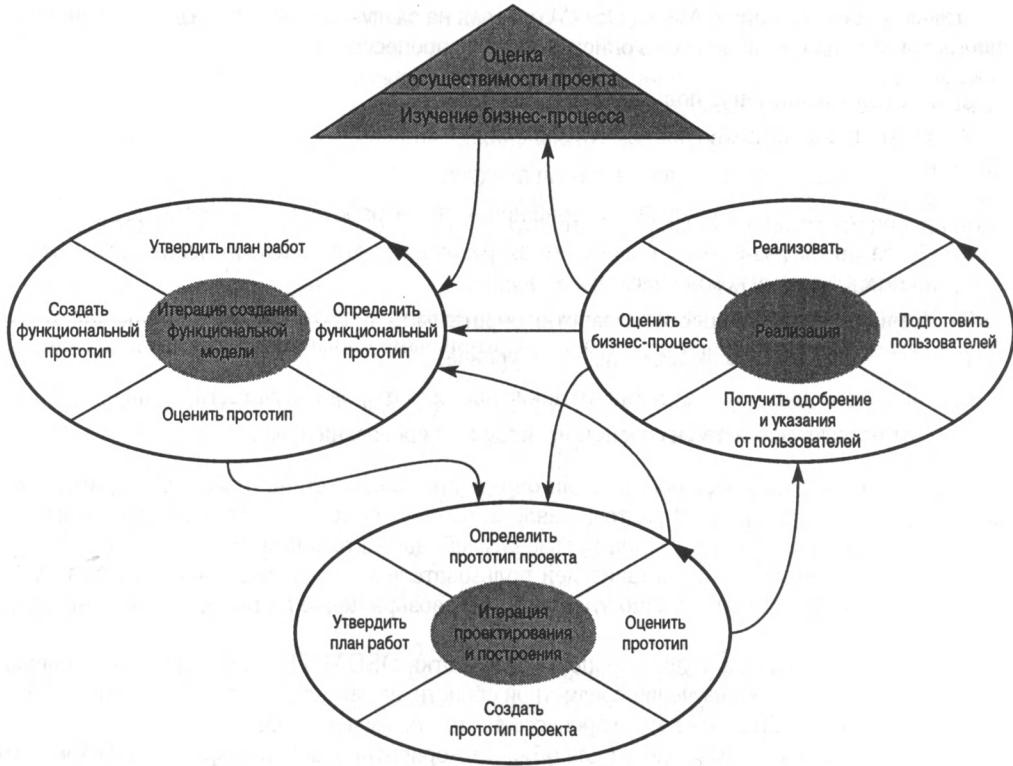 Оценка
осуществимости проекта
Изучение бизнес-процесса
Утвердить план работ
Создать
функциональный
прототип
Итерация создания
функциональной
модели
Определить
функциональный
прототип
Оценить прототип
Реализовать
Оценить
бизнес-процесс
Реализация
Подготовить
пользователей
Получить одобрение
и указания
от пользователей
Определить
прототип проекта
Утвердить
план работ
Итерация
проектирования
и построения
Оценить
прототип
Создать
прототип проекта